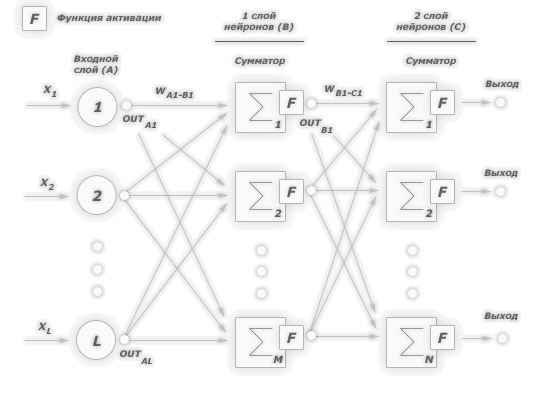 F Функция активации
1 слой
нейронов (B)
2 слой
нейронов (C)
Входной
слой (A)
Сумматор
Сумматор
Выход
X1
1
WA1-B1
F
WB1-C1
F
OUTA1
1
OUTB1
1
Выход
X2
2
F
F
2
2
Выход
XL
L
F
F
OUTAL
M
N